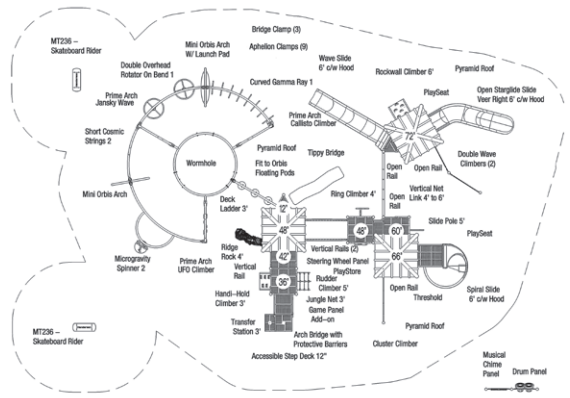 Bridge Clamp (3)
Aphelion Clamps (9)
MT236 –
Skateboard Rider
Mini Orbis Arch
W/ Launch Pad
Double Overhead
Rotator On Bend 1
Wave Slide
6' c/w Hood
Rockwall Climber 6'
Pyramid Roof
Prime Arch
Jansky Wave
Curved Gamma Ray 1
PlaySeat
Open Starglide Slide
Veer Right 6' c/w Hood
Prime Arch
Callisto Climber
72"
Short Cosmic
Strings 2
Pyramid Roof
Tippy Bridge
Double Wave
Climbers (2)
Wormhole
Fit to Orbis
Floating Pods
Open
Rail
Open Rail
Mini Orbis Arch
Ring Climber 4'
Open
Rail
Vertical Net
Link 4' to 6'
Deck
Ladder 3'
12"
Slide Pole 5'
48"
48"
60"
PlaySeat
Microgravity
Spinner 2
Prime Arch
UFO Climber
Ridge
Rock 4'
Vertical Rails (2)
42"
Steering Wheel Panel
66"
Vertical
Rail
PlayStore
Rudder
Climber 5'
36"
Open Rail
Threshold
Spiral Slide
6' c/w Hood
Handi-Hold
Climber 3'
Jungle Net 3'
Game Panel
Add-on
Transfer
Station 3'
Pyramid Roof
MT236 –
Skateboard Rider
Arch Bridge with
Protective Barriers
Cluster Climber
Accessible Step Deck 12"
Musical
Chime
Panel
Drum Panel